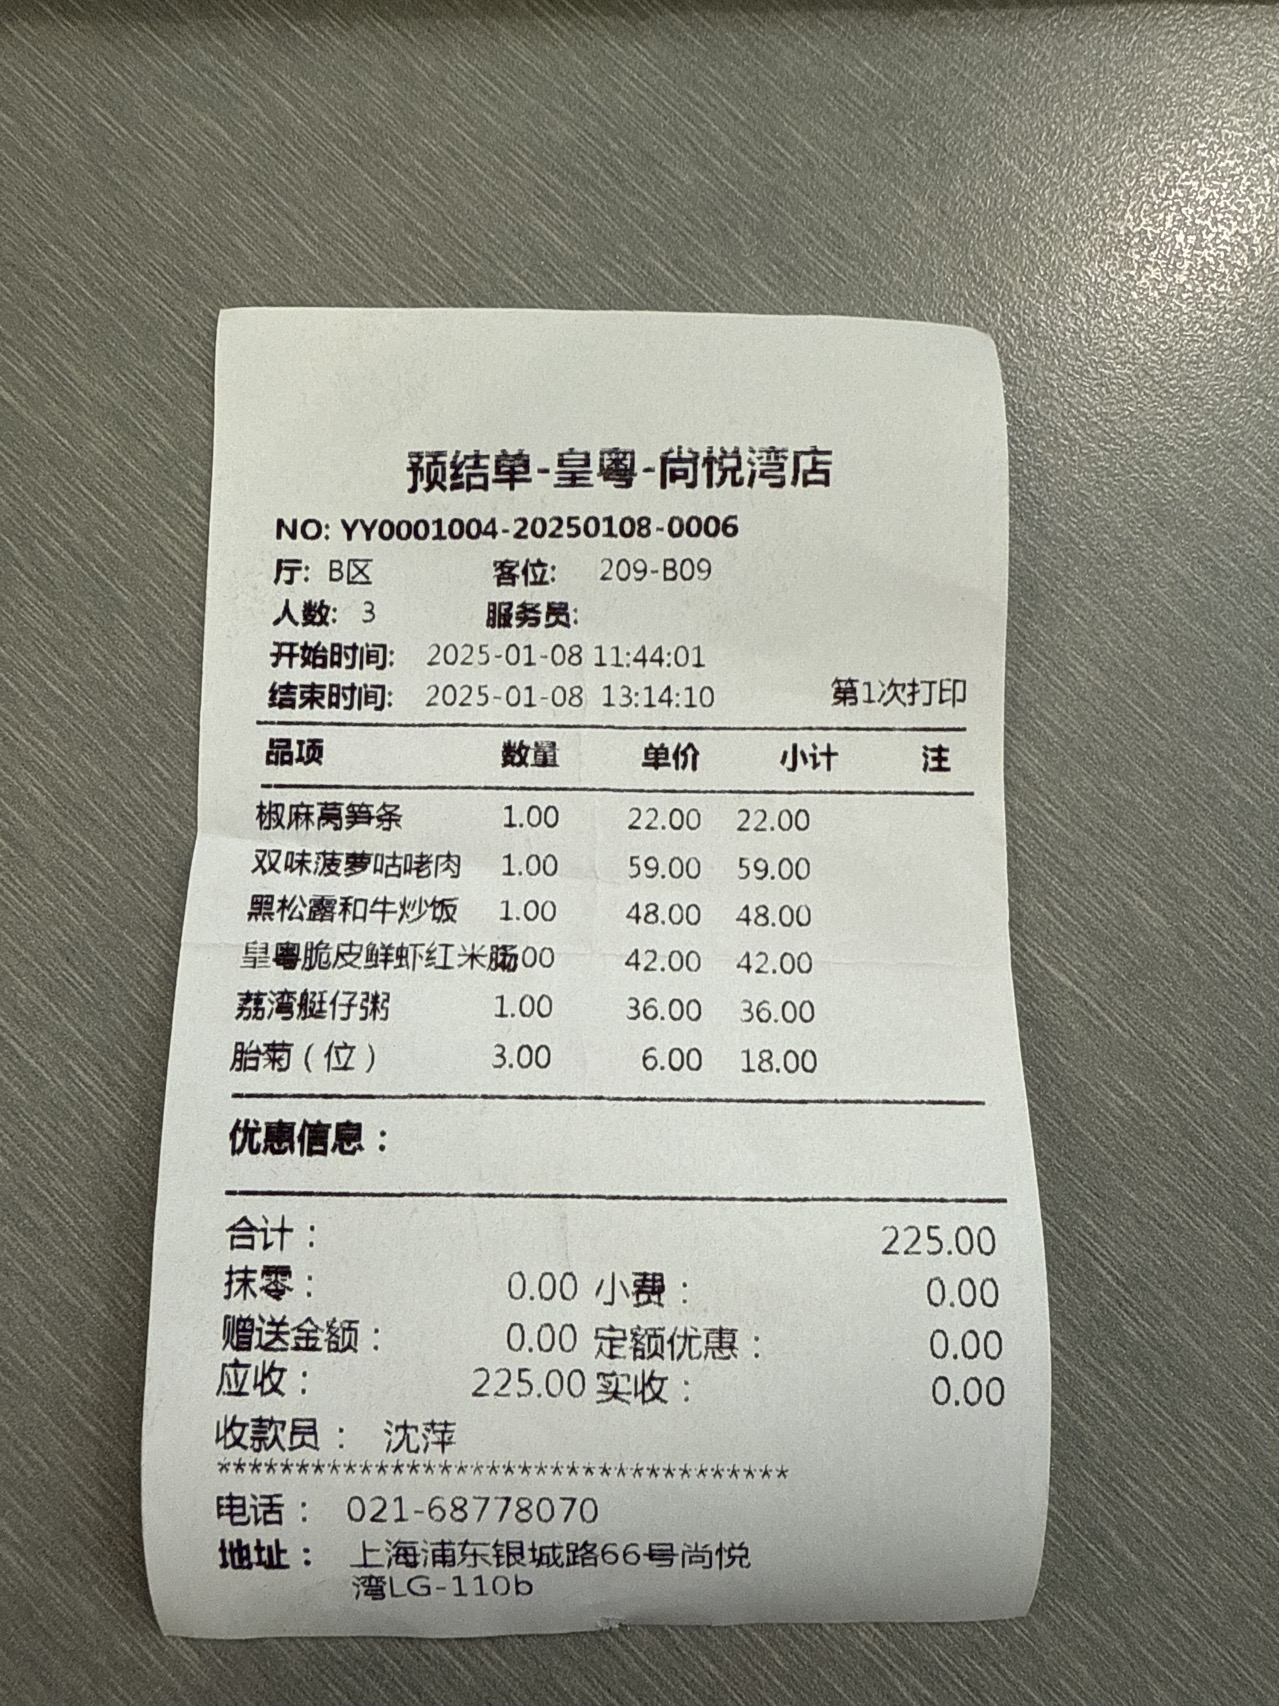 预结单-皇粤-尚悦湾店
NO: YY0001004-20250108-0006
厅: B区 客位: 209-B09
人数: 3 服务员:
开始时间: 2025-01-08 11:44:01
结束时间: 2025-01-08 13:14:10 第1次打印
品项 数量 单价 小计 注
椒麻莴笋条 1.00 22.00 22.00
双味菠萝咕咾肉 1.00 59.00 59.00
黑松露和牛炒饭 1.00 48.00 48.00
皇粤脆皮鲜虾红米肠 .00 42.00 42.00
荔湾艇仔粥 1.00 36.00 36.00
胎菊（位） 3.00 6.00 18.00
优惠信息：
合计： 225.00
抹零： 0.00 小费： 0.00
赠送金额： 0.00 定额优惠： 0.00
应收： 225.00 实收： 0.00
收款员： 沈萍
************************************
电话： 021-68778070
地址： 上海浦东银城路66号尚悦
湾LG-110b